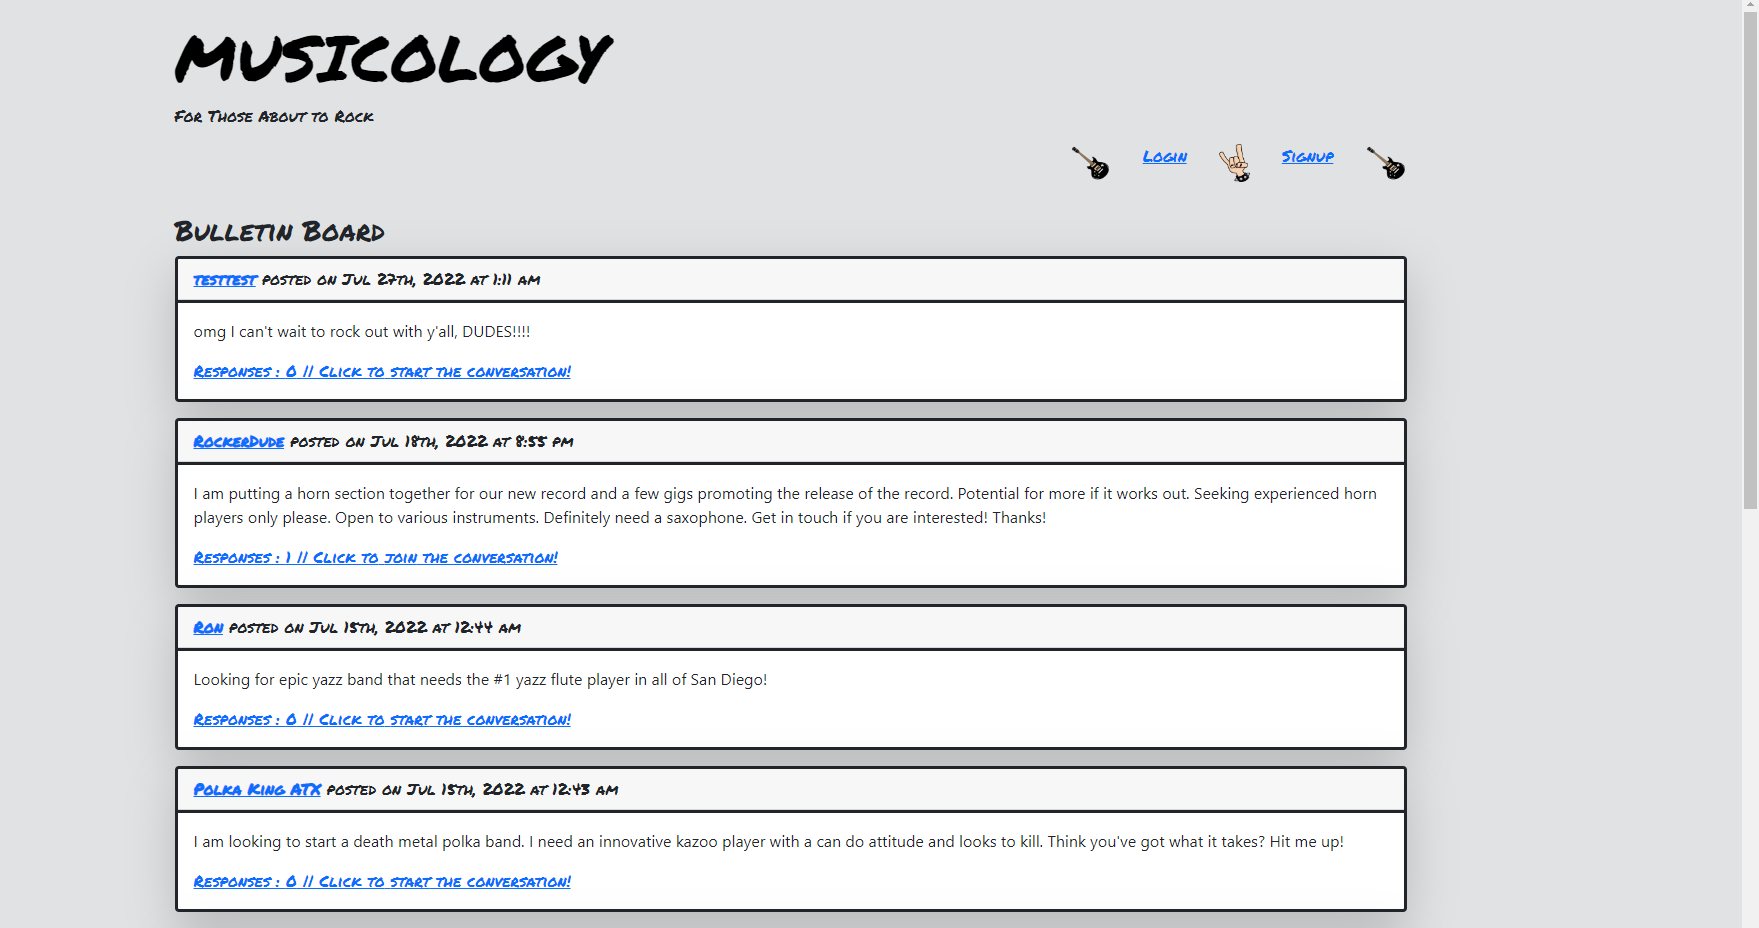 MUSICOLOGY
For Those About to Rock
Login
Signup
Bulletin Board
testtest posted on Jul 27th, 2022 at 1:11 am
omg I can't wait to rock out with y'all, DUDES!!!!
Responses : 0 // Click to start the conversation!
RockerDude posted on Jul 18th, 2022 at 8:55 pm
I am putting a horn section together for our new record and a few gigs promoting the release of the record. Potential for more if it works out. Seeking experienced horn
players only please. Open to various instruments. Definitely need a saxophone. Get in touch if you are interested! Thanks!
Responses : 1 // Click to join the conversation!
Ron posted on Jul 15th, 2022 at 12:44 am
Looking for epic yazz band that needs the #1 yazz flute player in all of San Diego!
Responses : 0 // Click to start the conversation!
Polka King ATX posted on Jul 15th, 2022 at 12:43 am
I am looking to start a death metal polka band. I need an innovative kazoo player with a can do attitude and looks to kill. Think you've got what it takes? Hit me up!
Responses : 0 // Click to start the conversation!